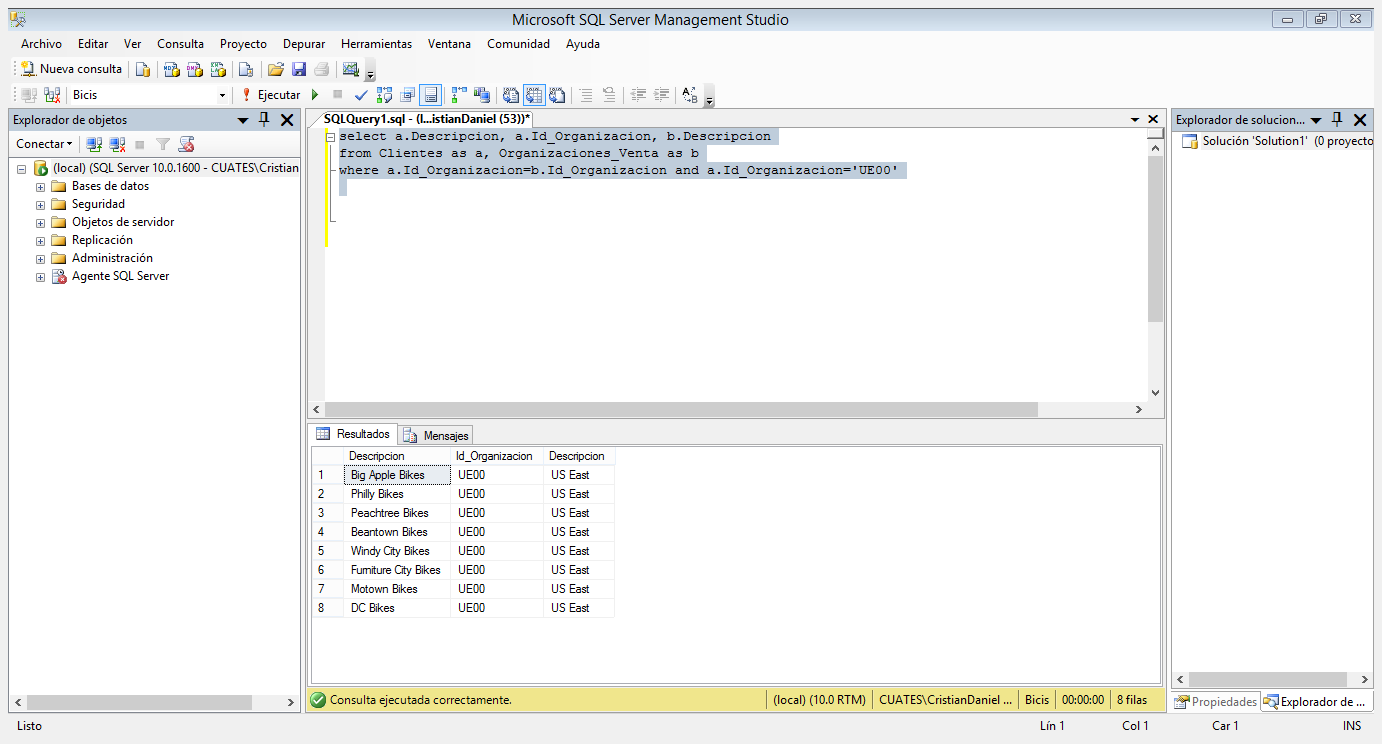 Microsoft SQL Server Management Studio
Archivo Editar Ver Consulta Proyecto Depurar Herramientas Ventana Comunidad Ayuda
Nueva consulta
Bicis Ejecutar
Explorador de objetos
Conectar
(local) (SQL Server 10.0.1600 - CUATES\Cristian
Bases de datos
Seguridad
Objetos de servidor
Replicación
Administración
Agente SQL Server
SQLQuery1.sql - (l...istianDaniel (53))*
select a.Descripcion, a.Id_Organizacion, b.Descripcion
from Clientes as a, Organizaciones_Venta as b
where a.Id_Organizacion=b.Id_Organizacion and a.Id_Organizacion='UE00'
Resultados Mensajes
Descripcion Id_Organizacion Descripcion
1 Big Apple Bikes UE00 US East
2 Philly Bikes UE00 US East
3 Peachtree Bikes UE00 US East
4 Beantown Bikes UE00 US East
5 Windy City Bikes UE00 US East
6 Furniture City Bikes UE00 US East
7 Motown Bikes UE00 US East
8 DC Bikes UE00 US East
Consulta ejecutada correctamente. (local) (10.0 RTM) CUATES\CristianDaniel ... Bicis 00:00:00 8 filas
Explorador de solucion...
Solución 'Solution1' (0 proyecto
Propiedades Explorador de ...
Listo Lín 1 Col 1 Car 1 INS